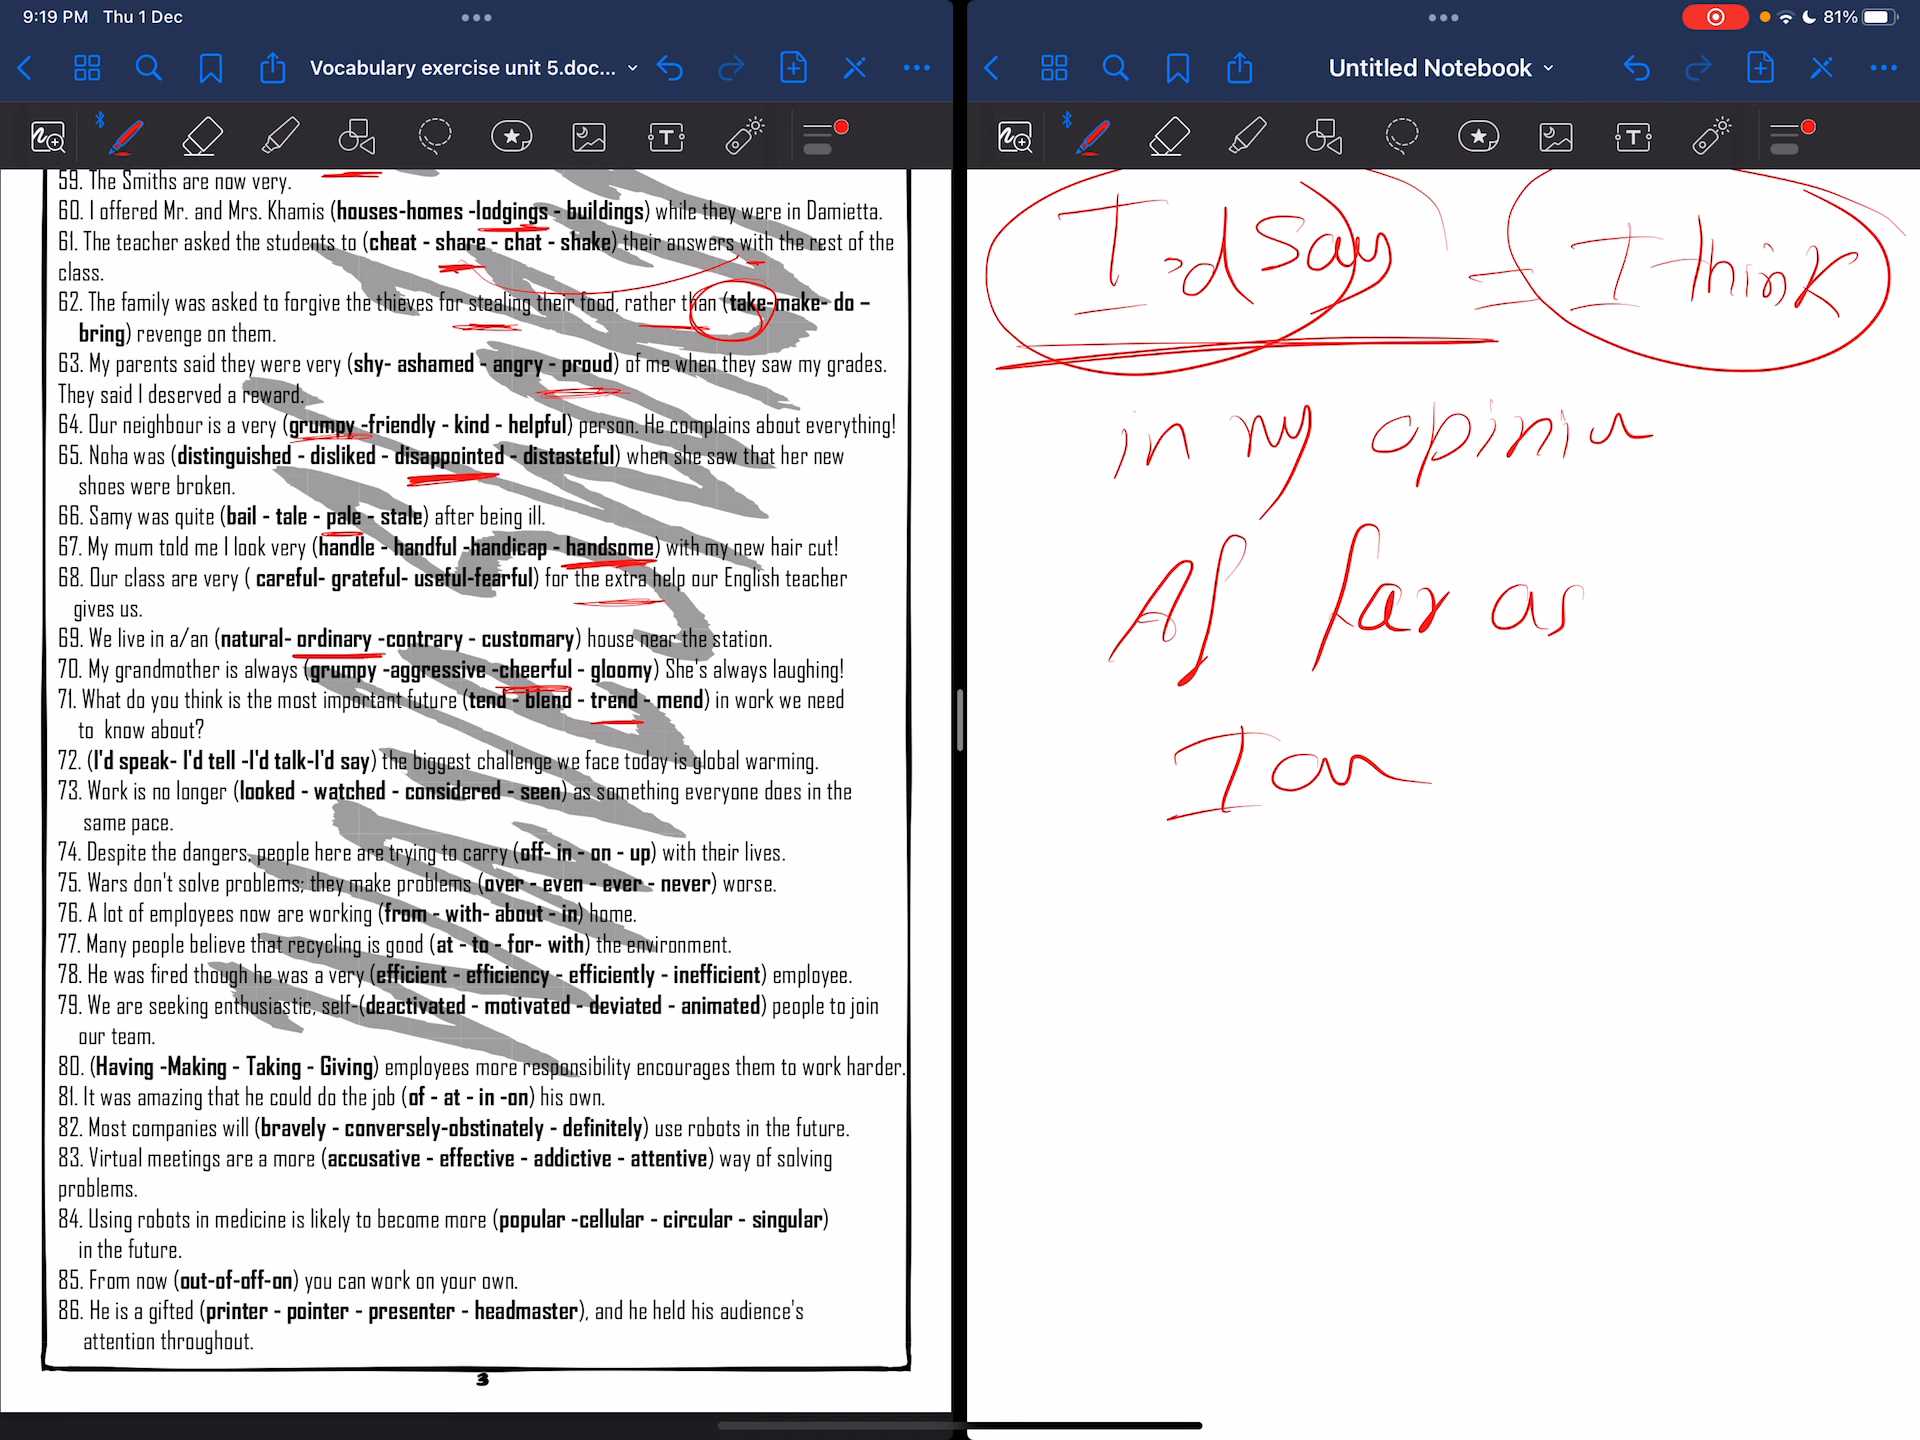 9:19 PM Thu 1 Dec
81%
Vocabulary exercise unit 5.doc...
Untitled Notebook
59. The Smiths are now very.
60. I offered Mr. and Mrs. Khamis (houses-homes -lodgings - buildings) while they were in Damietta.
61. The teacher asked the students to (cheat - share - chat - shake) their answers with the rest of the
class.
62. The family was asked to forgive the thieves for stealing their food, rather than (take-make- do –
bring) revenge on them.
63. My parents said they were very (shy- ashamed - angry - proud) of me when they saw my grades.
They said I deserved a reward.
64. Our neighbour is a very (grumpy -friendly - kind - helpful) person. He complains about everything!
65. Noha was (distinguished - disliked - disappointed - distasteful) when she saw that her new
shoes were broken.
66. Samy was quite (bail - tale - pale - stale) after being ill.
67. My mum told me I look very (handle - handful -handicap - handsome) with my new hair cut!
68. Our class are very ( careful- grateful- useful-fearful) for the extra help our English teacher
gives us.
69. We live in a/an (natural- ordinary -contrary - customary) house near the station.
70. My grandmother is always (grumpy -aggressive -cheerful - gloomy) She's always laughing!
71. What do you think is the most important future (tend - blend - trend - mend) in work we need
to know about?
72. (I'd speak- I'd tell -I'd talk-I'd say) the biggest challenge we face today is global warming.
73. Work is no longer (looked - watched - considered - seen) as something everyone does in the
same pace.
74. Despite the dangers, people here are trying to carry (off- in - on - up) with their lives.
75. Wars don't solve problems; they make problems (over - even - ever - never) worse.
76. A lot of employees now are working (from - with- about - in) home.
77. Many people believe that recycling is good (at - to - for- with) the environment.
78. He was fired though he was a very (efficient - efficiency - efficiently - inefficient) employee.
79. We are seeking enthusiastic, self-(deactivated - motivated - deviated - animated) people to join
our team.
80. (Having -Making - Taking - Giving) employees more responsibility encourages them to work harder.
81. It was amazing that he could do the job (of - at - in -on) his own.
82. Most companies will (bravely - conversely-obstinately - definitely) use robots in the future.
83. Virtual meetings are a more (accusative - effective - addictive - attentive) way of solving
problems.
84. Using robots in medicine is likely to become more (popular -cellular - circular - singular)
in the future.
85. From now (out-of-off-on) you can work on your own.
86. He is a gifted (printer - pointer - presenter - headmaster), and he held his audience's
attention throughout.
3
I'd say = I think
in my opinion
As far as
I am